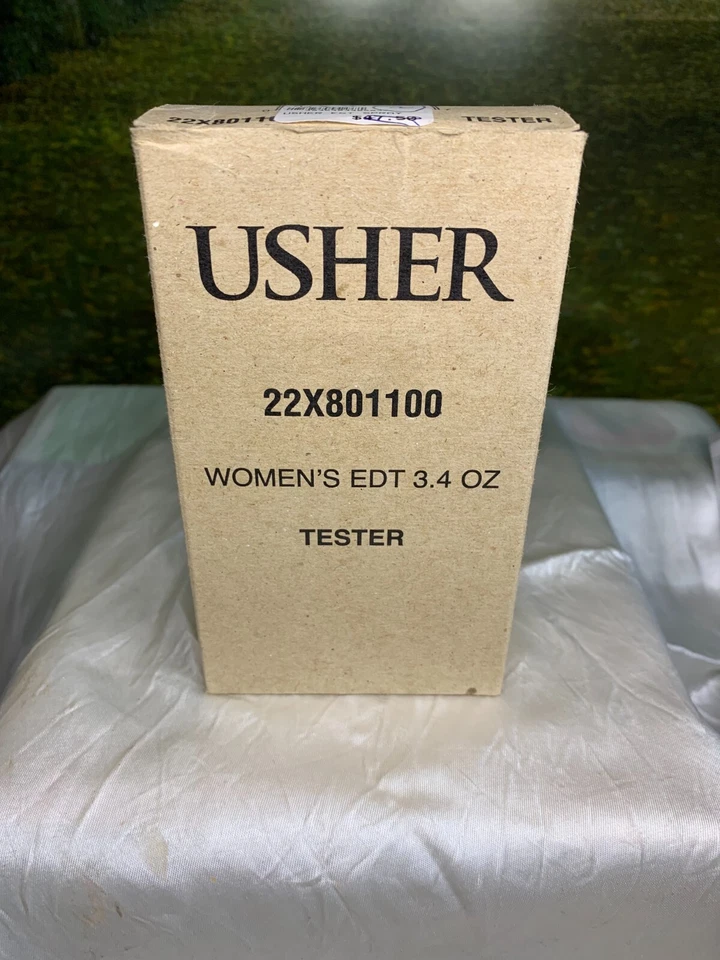 22X80110
TESTER
USHER
22X801100
WOMEN'S EDT 3.4 OZ
TESTER